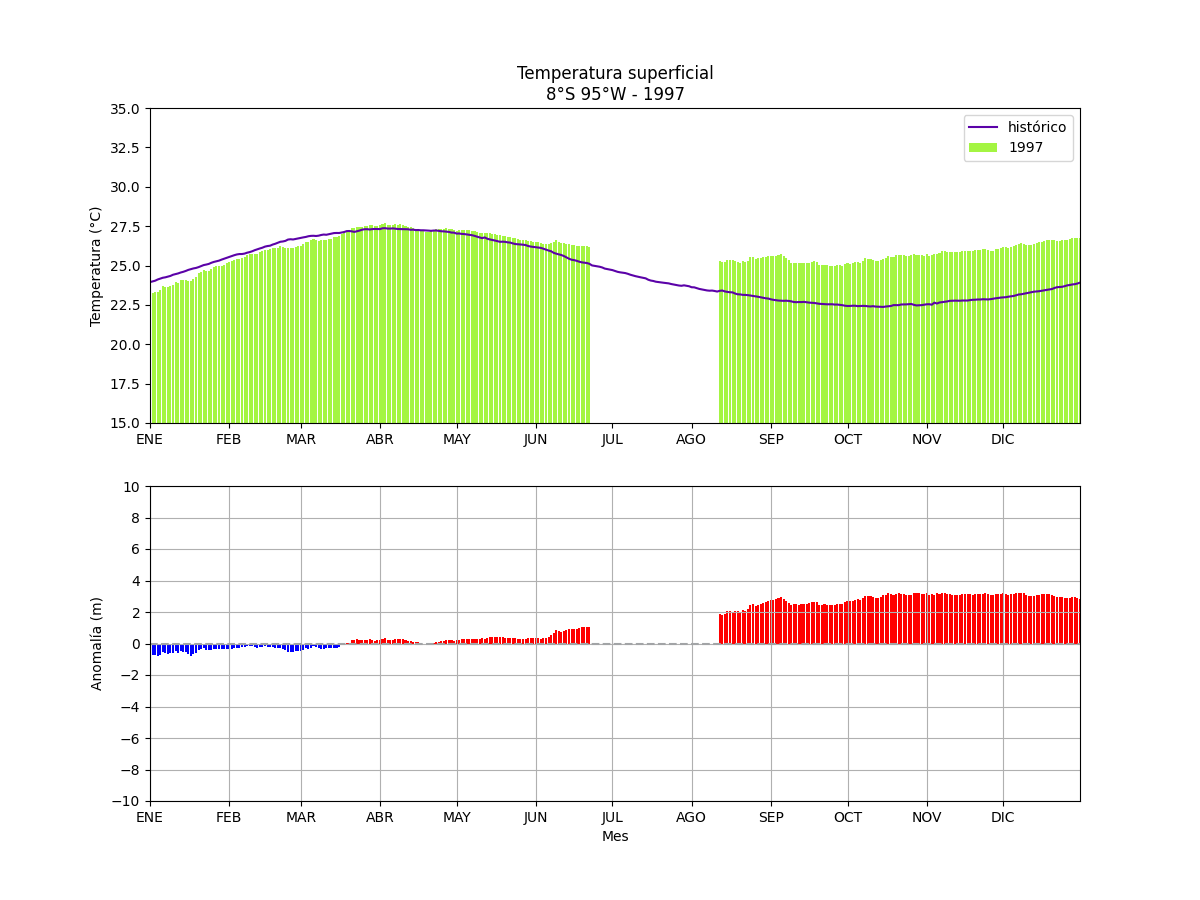 Temperatura superficial
8°S 95°W - 1997
35.0
32.5
30.0
27.5
25.0
22.5
20.0
17.5
15.0
Temperatura (°C)
histórico
1997
ENE FEB MAR ABR MAY JUN JUL AGO SEP OCT NOV DIC
10
8
6
4
2
0
−2
−4
−6
−8
−10
Anomalía (m)
ENE FEB MAR ABR MAY JUN JUL AGO SEP OCT NOV DIC
Mes